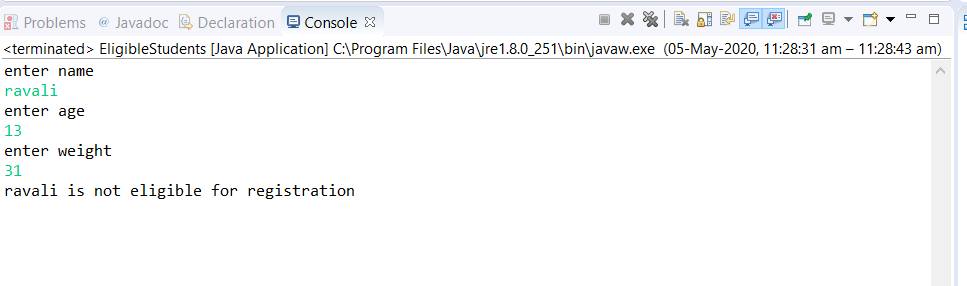 Problems @ Javadoc Declaration Console
<terminated> EligibleStudents [Java Application] C:\Program Files\Java\jre1.8.0_251\bin\javaw.exe (05-May-2020, 11:28:31 am – 11:28:43 am)
enter name
ravali
enter age
13
enter weight
31
ravali is not eligible for registration